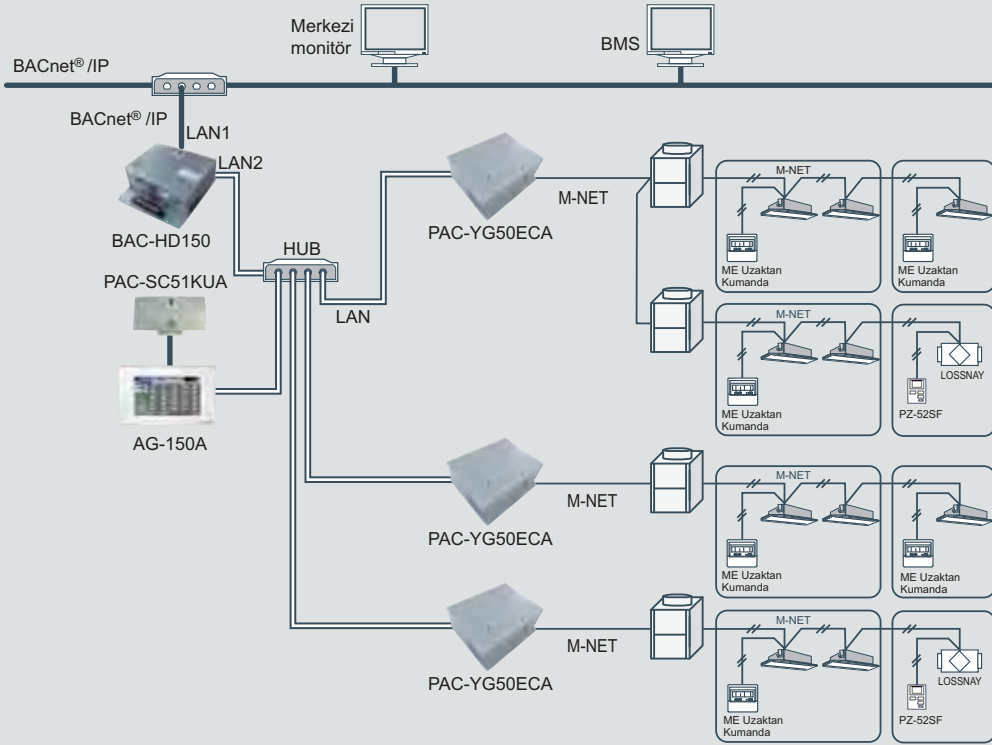 Merkezi
monitör
BMS
BACnet® /IP
BACnet® /IP
LAN1
LAN2
BAC-HD150
HUB
PAC-SC51KUA
LAN
AG-150A
PAC-YG50ECA
M-NET
M-NET
ME Uzaktan
Kumanda
ME Uzaktan
Kumanda
M-NET
ME Uzaktan
Kumanda
LOSSNAY
PZ-52SF
PAC-YG50ECA
M-NET
M-NET
ME Uzaktan
Kumanda
ME Uzaktan
Kumanda
PAC-YG50ECA
M-NET
M-NET
ME Uzaktan
Kumanda
LOSSNAY
PZ-52SF